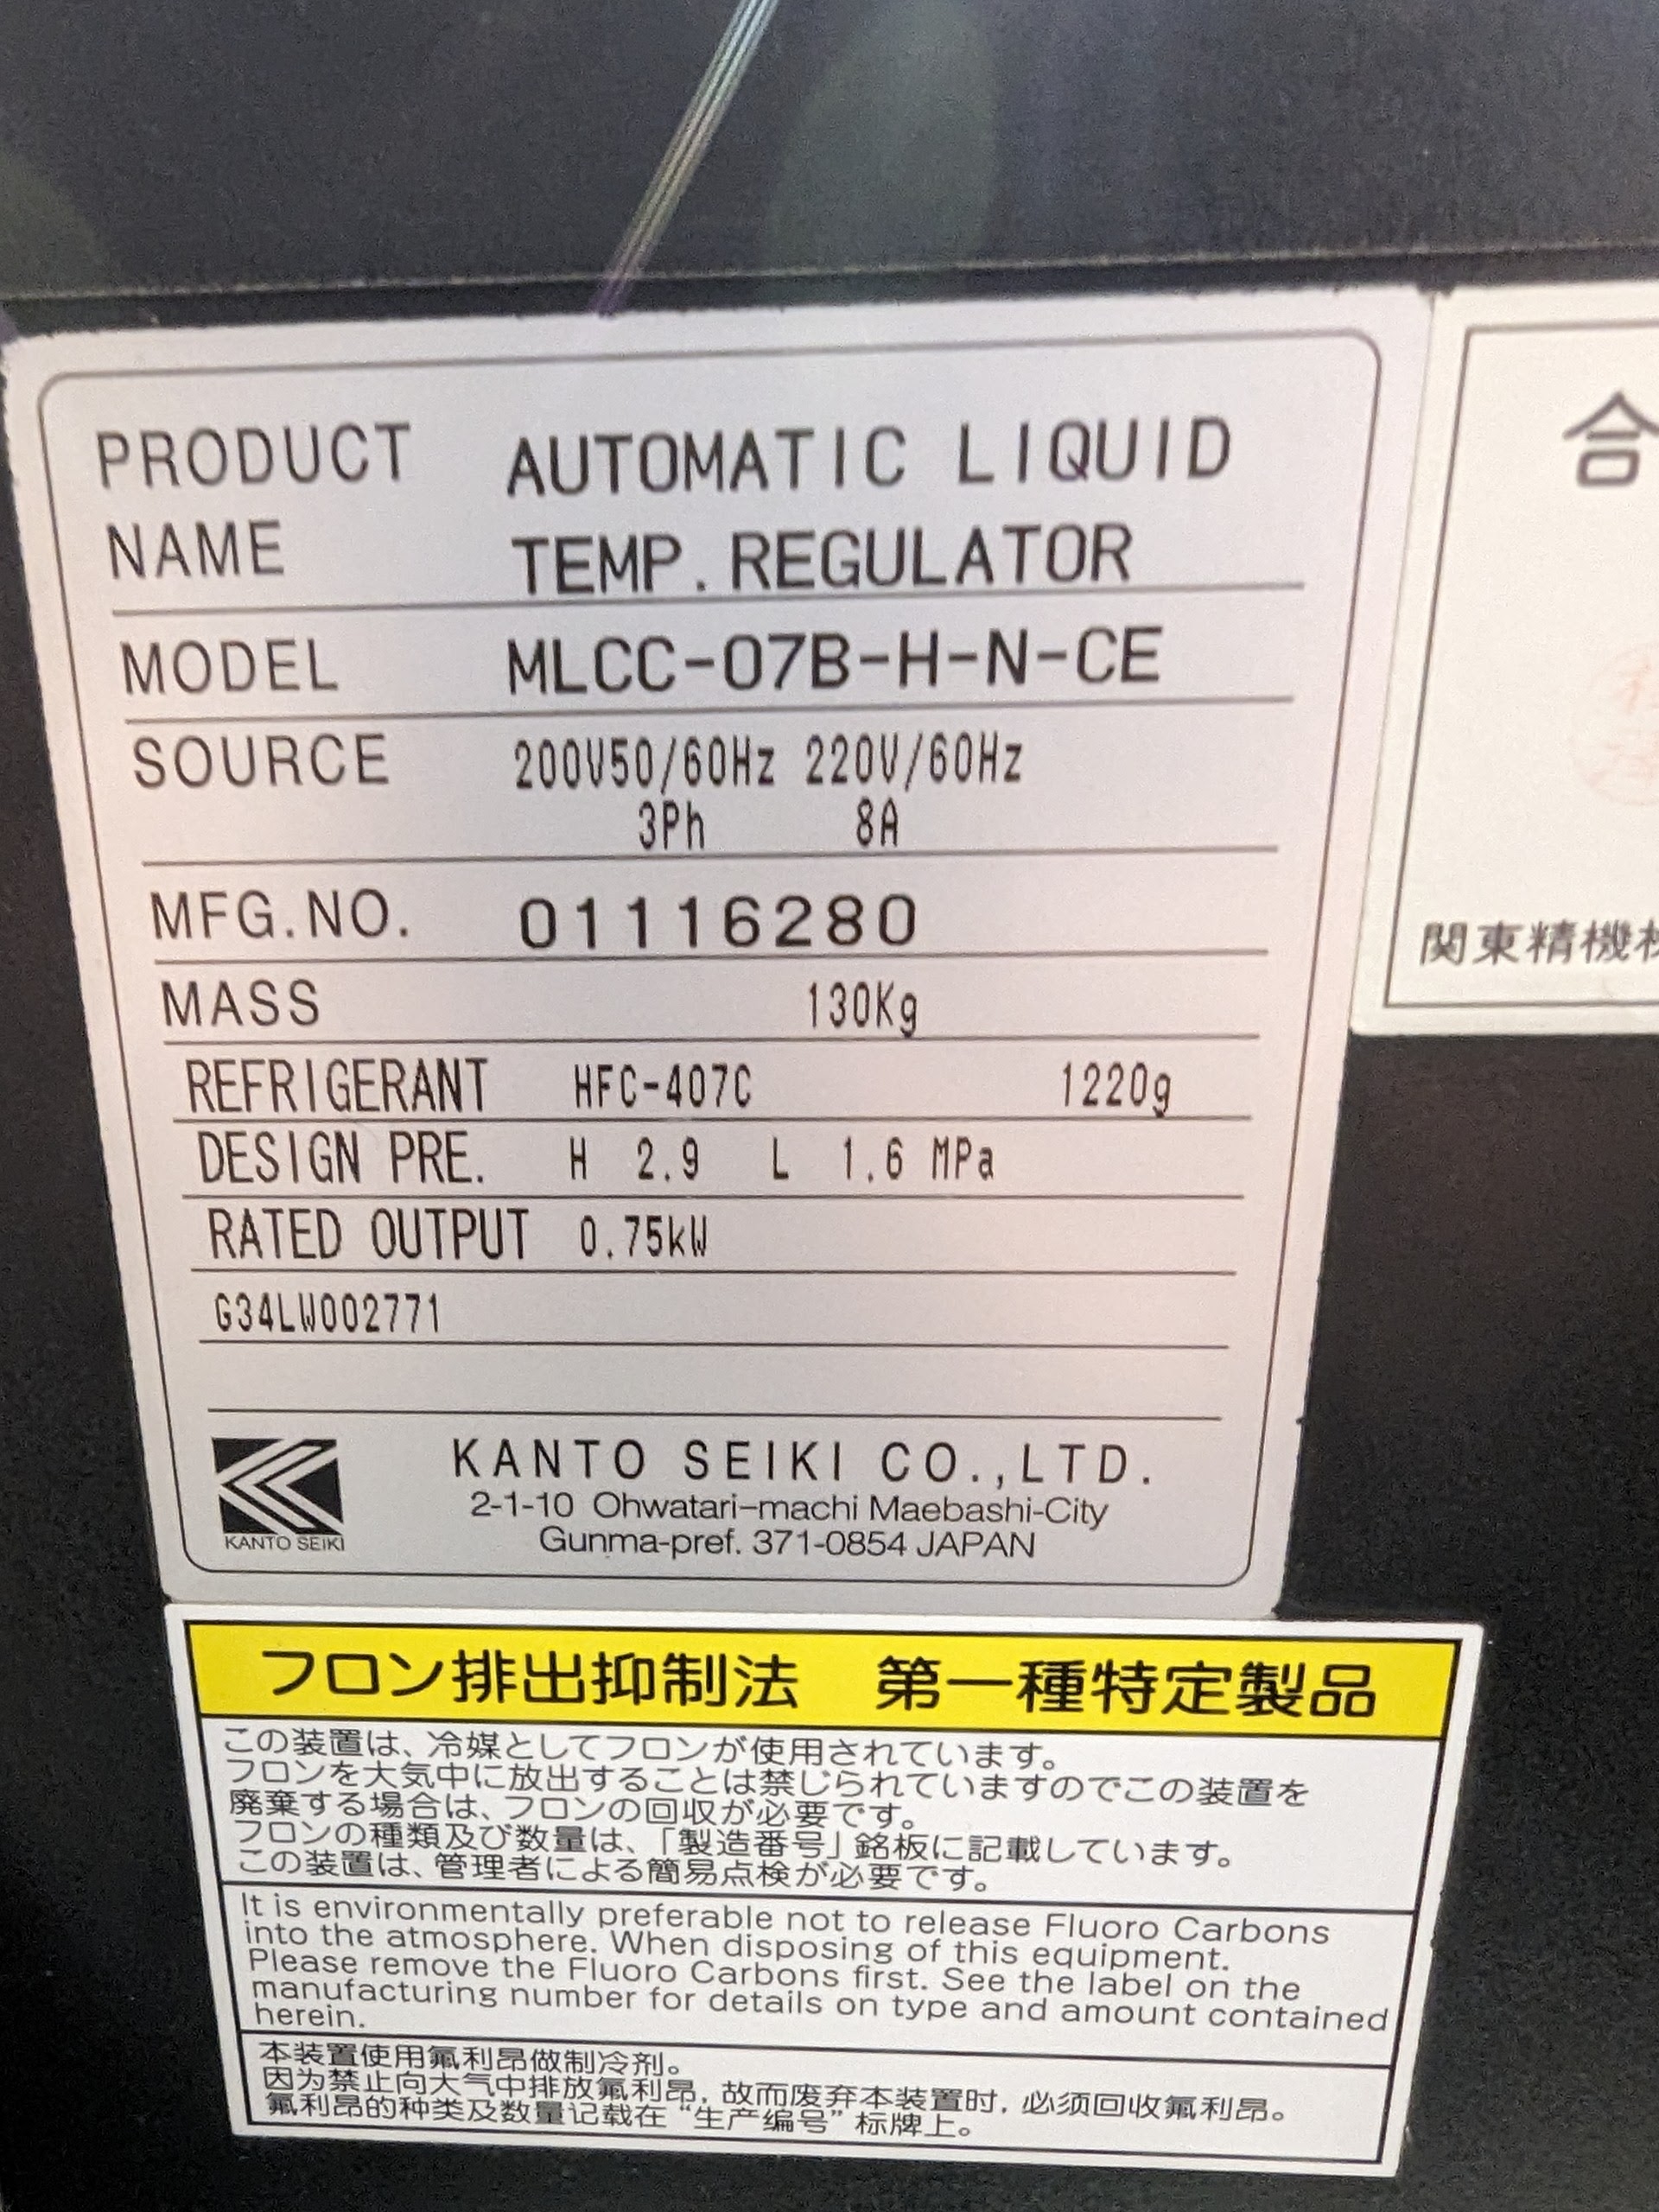 PRODUCT AUTOMATIC LIQUID
NAME TEMP.REGULATOR
MODEL MLCC-07B-H-N-CE
SOURCE 200V50/60Hz 220V/60Hz
3Ph 8A
MFG.NO. 01116280
MASS 130Kg
REFRIGERANT HFC-407C 1220g
DESIGN PRE. H 2.9 L 1.6 MPa
RATED OUTPUT 0.75kW
G34LW002771
KANTO SEIKI CO.,LTD.
2-1-10 Ohwatari-machi Maebashi-City
Gunma-pref. 371-0854 JAPAN
KANTO SEIKI
合
関東精機株
フロン排出抑制法 第一種特定製品
この装置は、冷媒としてフロンが使用されています。
フロンを大気中に放出することは禁じられていますのでこの装置を
廃棄する場合は、フロンの回収が必要です。
フロンの種類及び数量は、「製造番号」銘板に記載しています。
この装置は、管理者による簡易点検が必要です。
It is environmentally preferable not to release Fluoro Carbons
into the atmosphere. When disposing of this equipment.
Please remove the Fluoro Carbons first. See the label on the
manufacturing number for details on type and amount contained
herein.
本装置使用氟利昂做制冷剂。
因为禁止向大气中排放氟利昂，故而废弃本装置时，必须回收氟利昂。
氟利昂的种类及数量记载在“生产编号”标牌上。